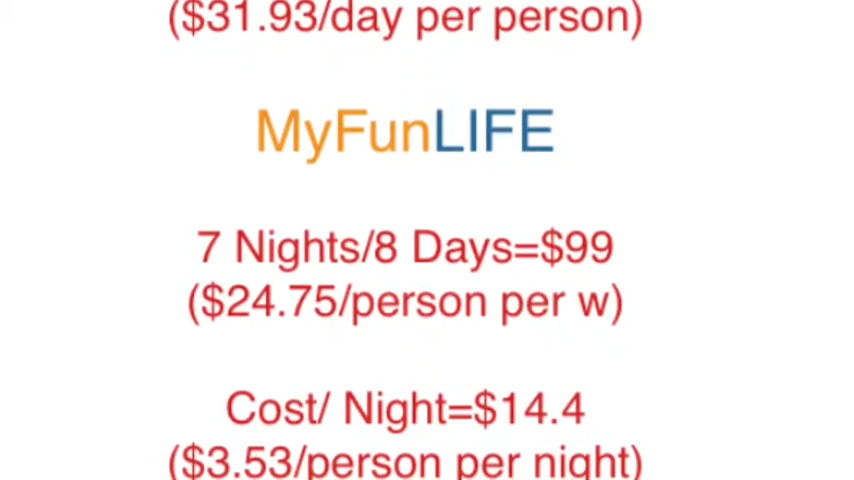 ($31.93/day per person)
MyFunLIFE
7 Nights/8 Days=$99
($24.75/person per w)
Cost/ Night=$14.4
($3.53/person per night)